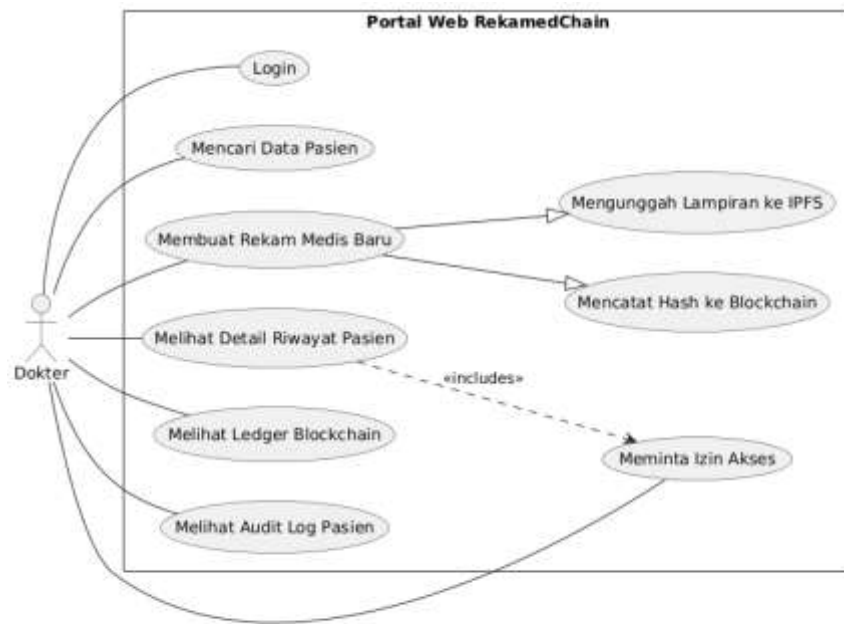 Portal Web RekamedChain
Login
Mencari Data Pasien
Mengunggah Lampiran ke IPFS
Membuat Rekam Medis Baru
Mencatat Hash ke Blockchain
Melihat Detail Riwayat Pasien
Dokter
«includes»
Melihat Ledger Blockchain
Meminta Izin Akses
Melihat Audit Log Pasien